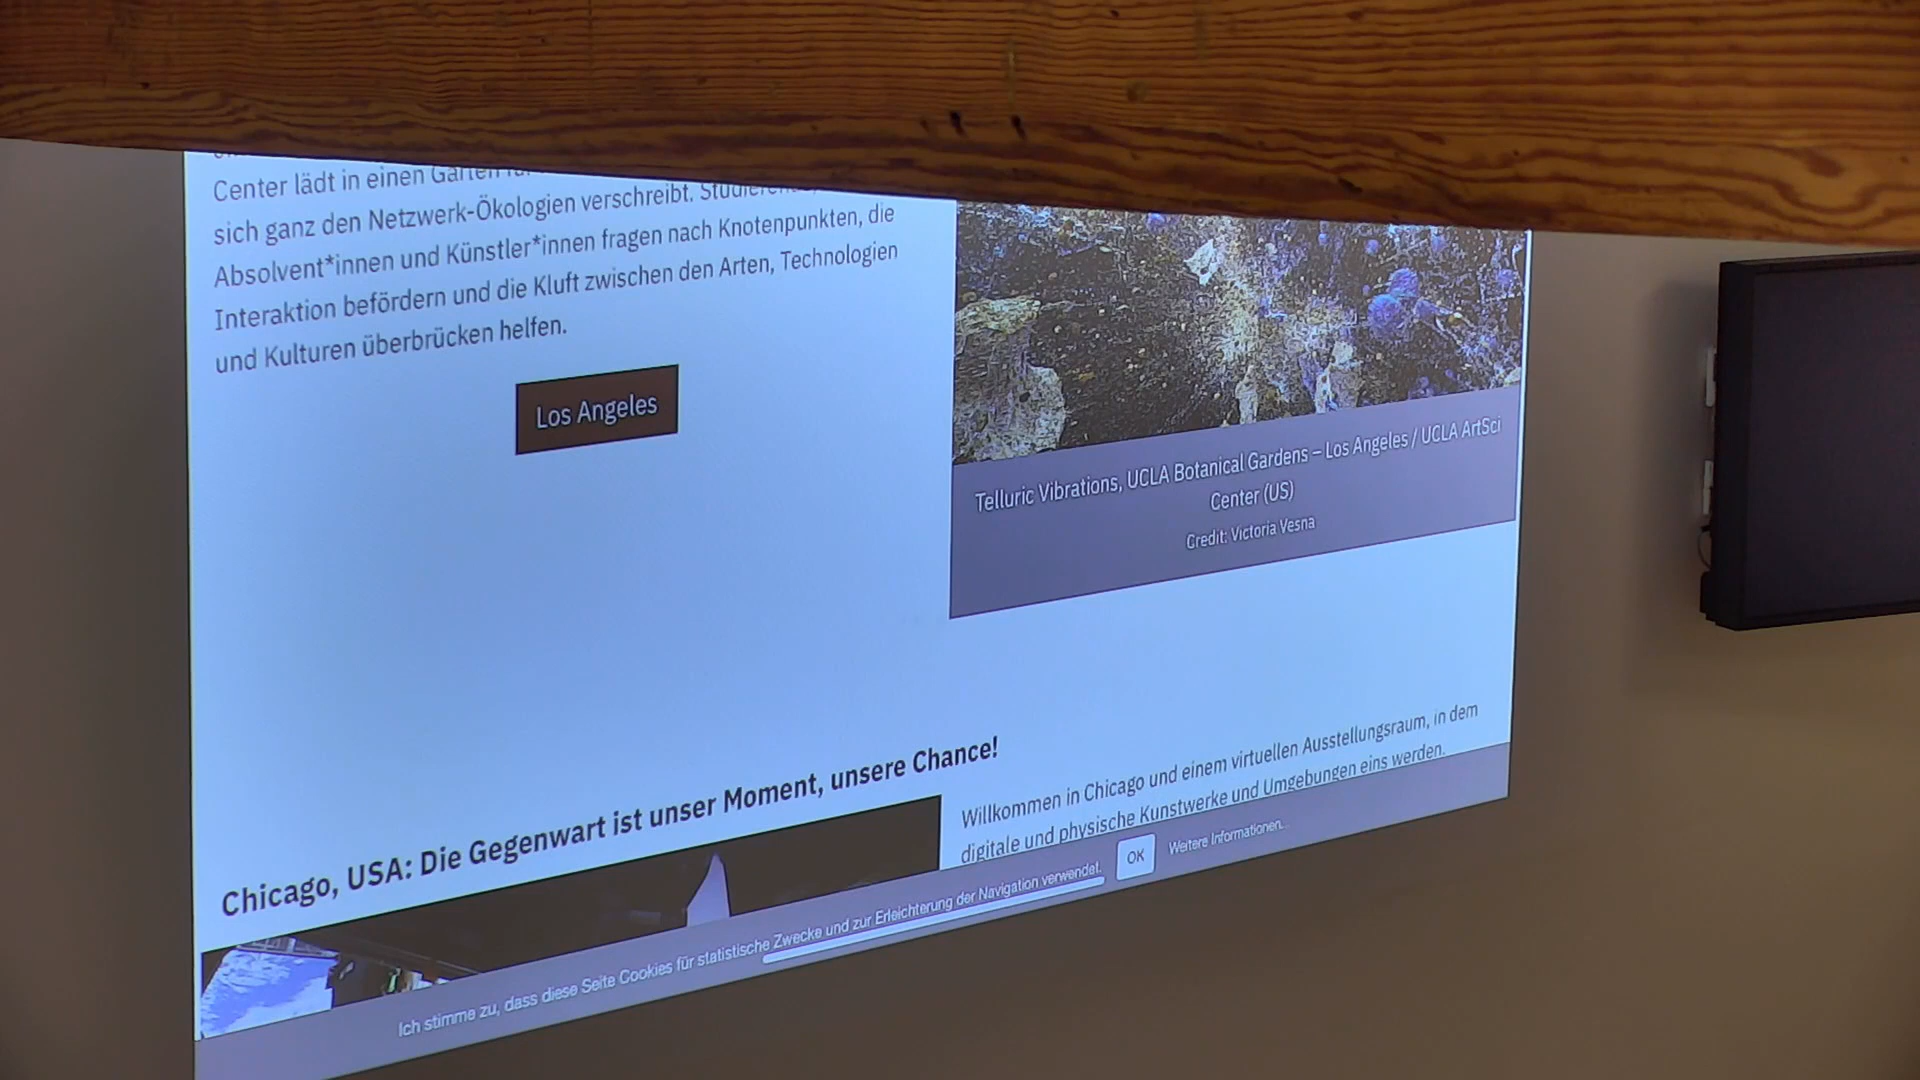 Center lädt in einen Garten
sich ganz den Netzwerk-Ökologien verschreibt.
Absolvent*innen und Künstler*innen fragen nach Knotenpunkten, die
Interaktion befördern und die Kluft zwischen den Arten, Technologien
und Kulturen überbrücken helfen.
Los Angeles
Telluric Vibrations, UCLA Botanical Gardens – Los Angeles / UCLA ArtSci
Center (US)
Credit: Victoria Vesna
Chicago, USA: Die Gegenwart ist unser Moment, unsere Chance!
Willkommen in Chicago und einem virtuellen Ausstellungsraum, in dem
digitale und physische Kunstwerke und Umgebungen eins werden.
Ich stimme zu, dass diese Seite Cookies für statistische Zwecke und zur Erleichterung der Navigation verwendet.
OK
Weitere Informationen...